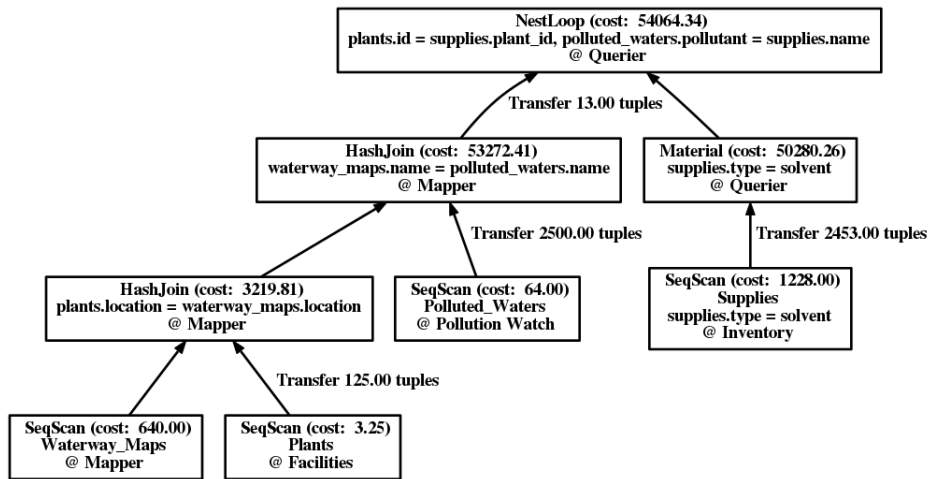 NestLoop (cost:  54064.34)
plants.id = supplies.plant_id, polluted_waters.pollutant = supplies.name
@ Querier
Transfer 13.00 tuples
HashJoin (cost:  53272.41)
waterway_maps.name = polluted_waters.name
@ Mapper
Material (cost:  50280.26)
supplies.type = solvent
@ Querier
Transfer 2500.00 tuples
Transfer 2453.00 tuples
HashJoin (cost:  3219.81)
plants.location = waterway_maps.location
@ Mapper
SeqScan (cost:  64.00)
Polluted_Waters
@ Pollution Watch
SeqScan (cost:  1228.00)
Supplies
supplies.type = solvent
@ Inventory
Transfer 125.00 tuples
SeqScan (cost:  640.00)
Waterway_Maps
@ Mapper
SeqScan (cost:  3.25)
Plants
@ Facilities